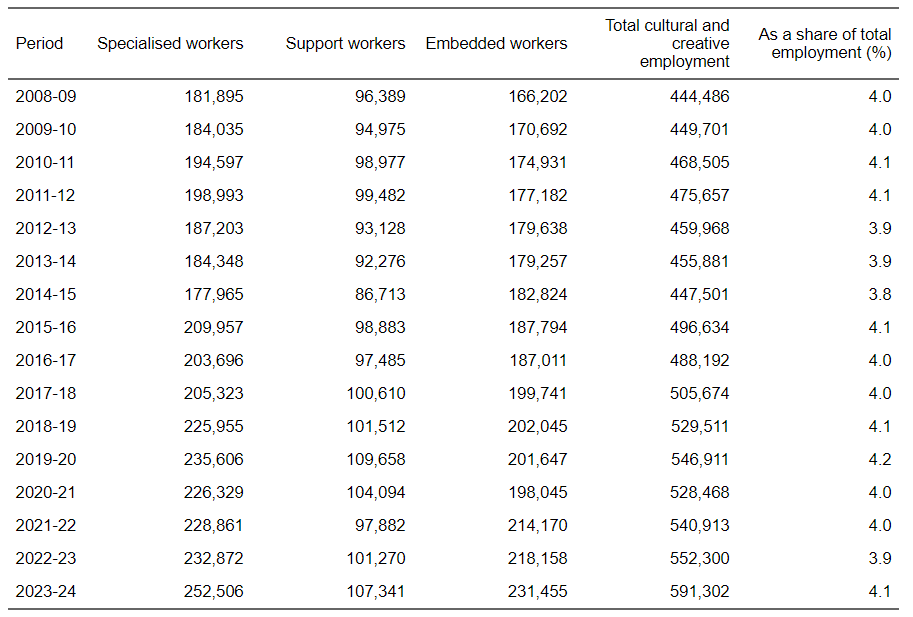 Period Specialised workers Support workers Embedded workers Total cultural and creative employment As a share of total employment (%)
2008-09 181,895 96,389 166,202 444,486 4.0
2009-10 184,035 94,975 170,692 449,701 4.0
2010-11 194,597 98,977 174,931 468,505 4.1
2011-12 198,993 99,482 177,182 475,657 4.1
2012-13 187,203 93,128 179,638 459,968 3.9
2013-14 184,348 92,276 179,257 455,881 3.9
2014-15 177,965 86,713 182,824 447,501 3.8
2015-16 209,957 98,883 187,794 496,634 4.1
2016-17 203,696 97,485 187,011 488,192 4.0
2017-18 205,323 100,610 199,741 505,674 4.0
2018-19 225,955 101,512 202,045 529,511 4.1
2019-20 235,606 109,658 201,647 546,911 4.2
2020-21 226,329 104,094 198,045 528,468 4.0
2021-22 228,861 97,882 214,170 540,913 4.0
2022-23 232,872 101,270 218,158 552,300 3.9
2023-24 252,506 107,341 231,455 591,302 4.1